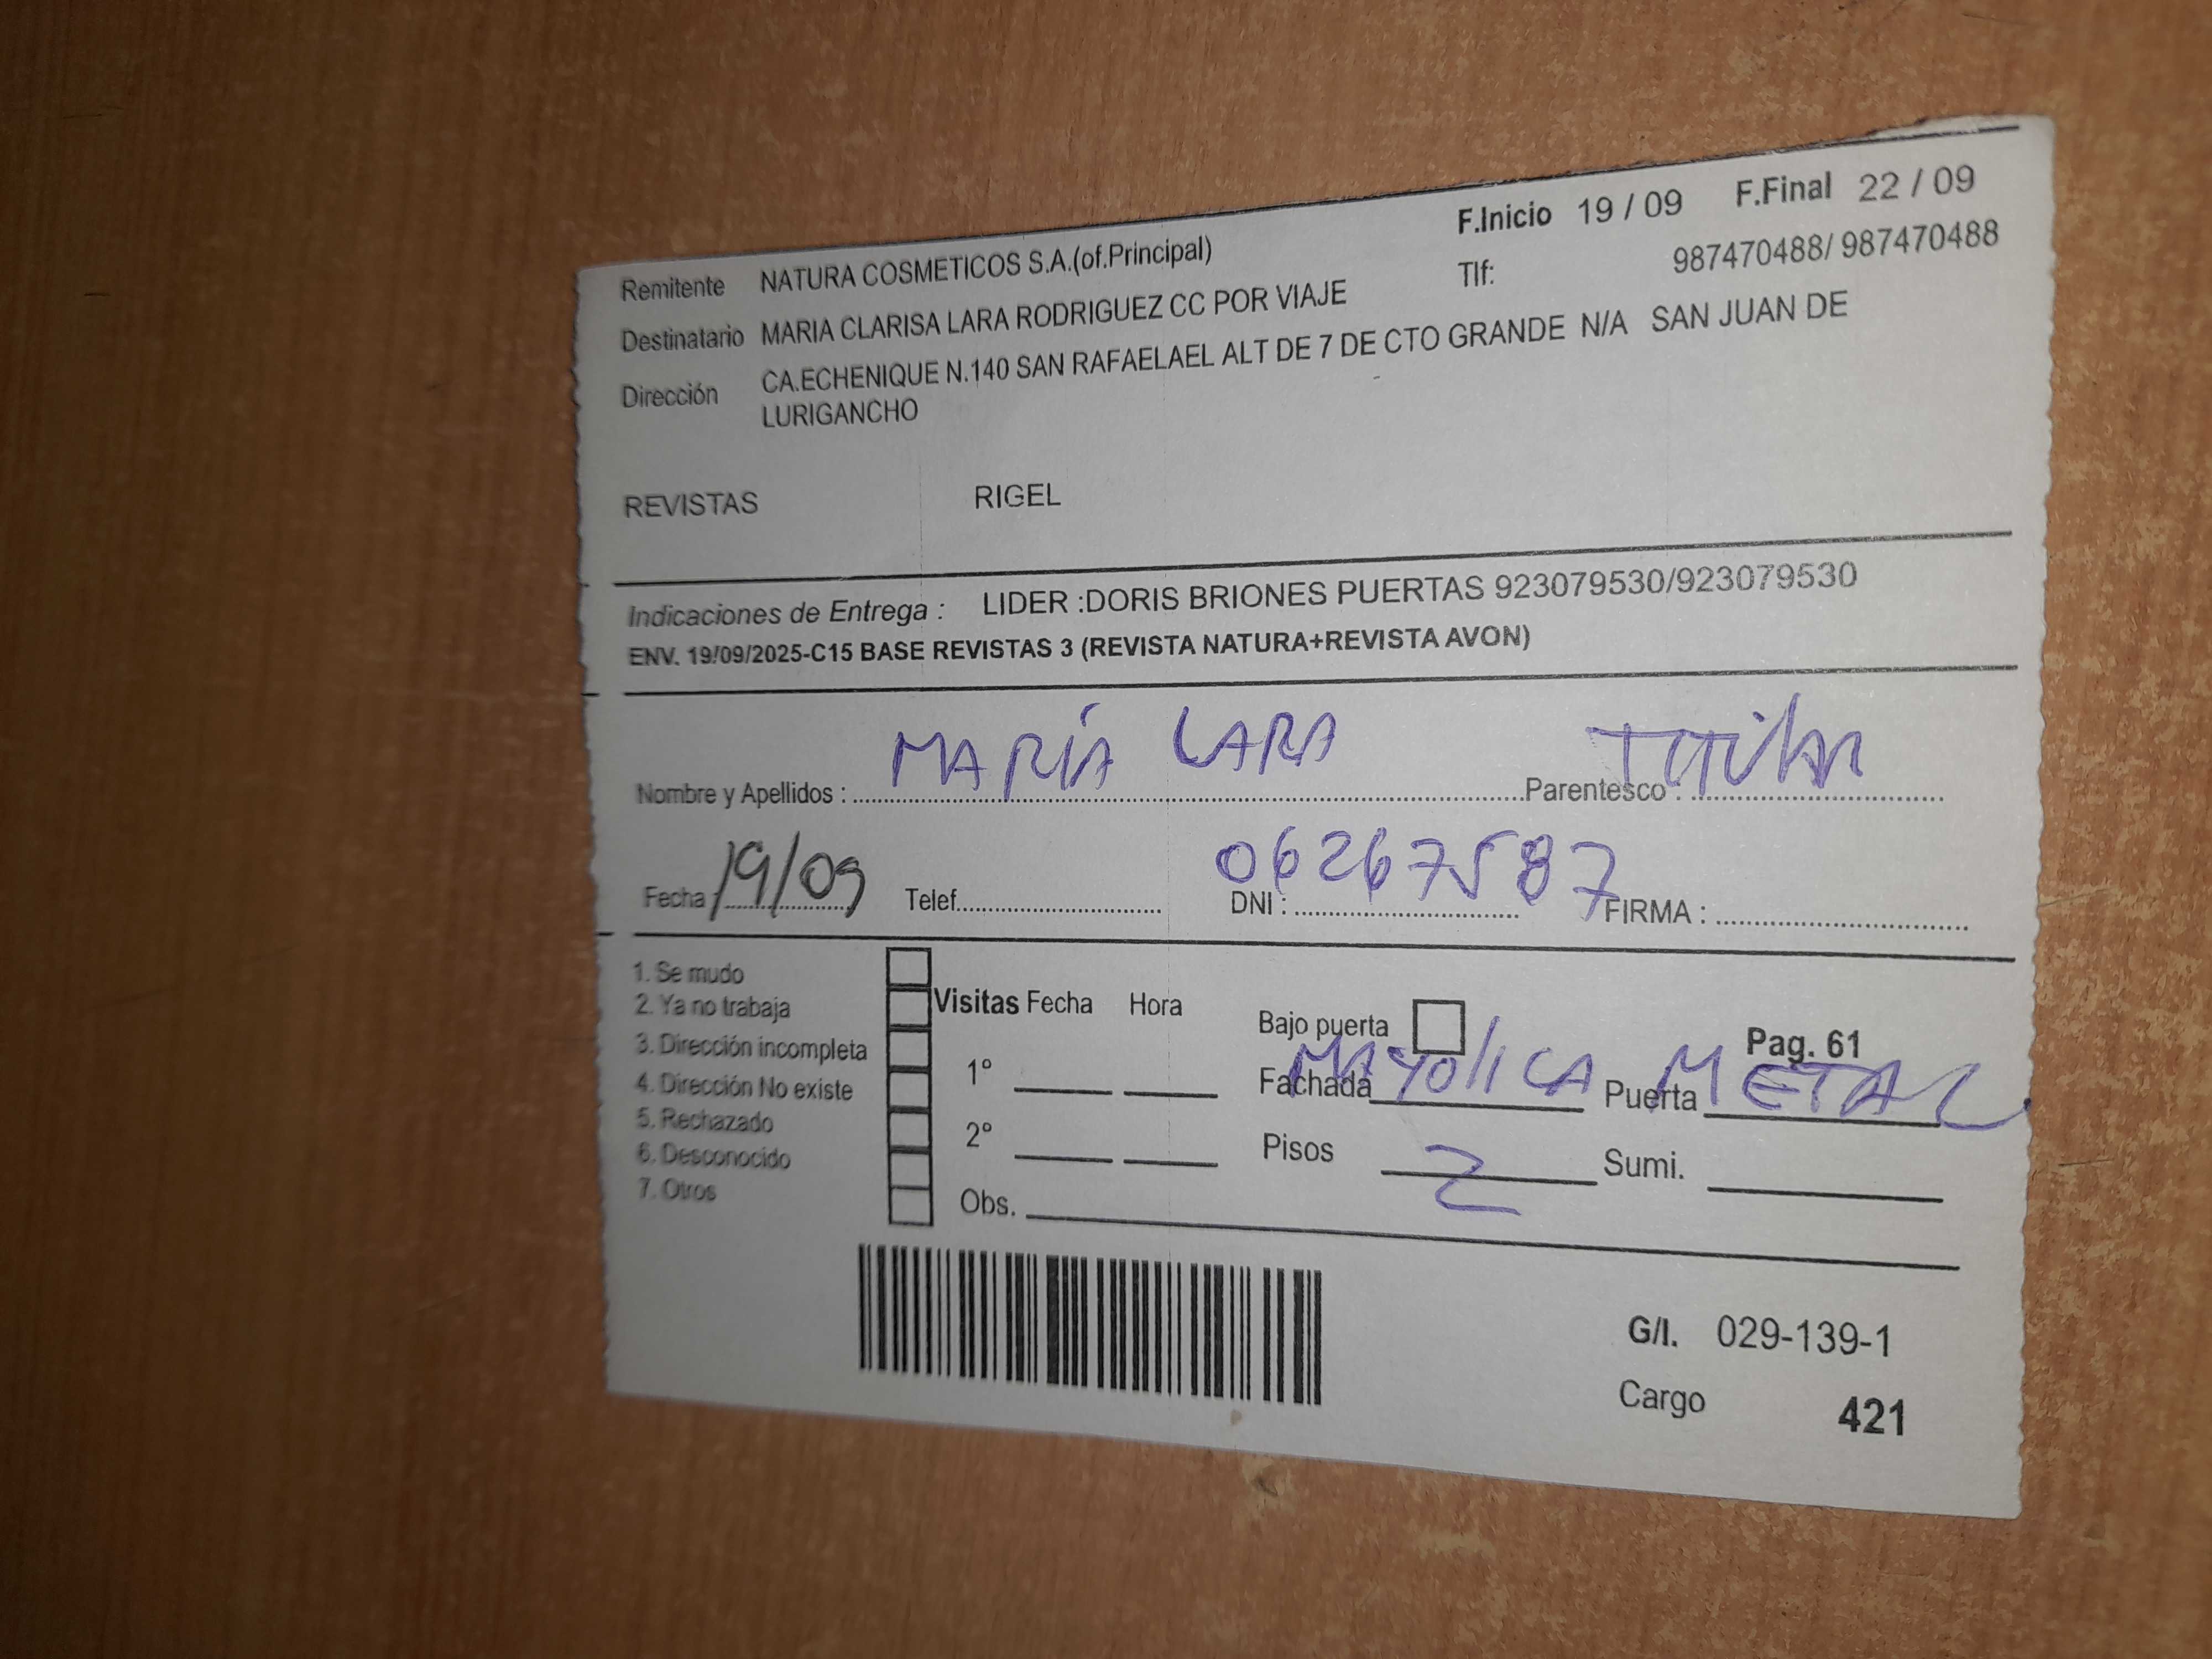 F.Inicio 19 / 09 F.Final 22 / 09
Remitente NATURA COSMETICOS S.A.(of.Principal) Tlf: 987470488/ 987470488
Destinatario MARIA CLARISA LARA RODRIGUEZ CC POR VIAJE
Dirección CA.ECHENIQUE N.140 SAN RAFAELAEL ALT DE 7 DE CTO GRANDE N/A SAN JUAN DE
LURIGANCHO
REVISTAS RIGEL
Indicaciones de Entrega : LIDER :DORIS BRIONES PUERTAS 923079530/923079530
ENV. 19/09/2025-C15 BASE REVISTAS 3 (REVISTA NATURA+REVISTA AVON)
Nombre y Apellidos : MARÍA LARA Parentesco : Titular
Fecha 19/09 Telef. DNI : 06267587 FIRMA :
1. Se mudo
2. Ya no trabaja
3. Dirección incompleta
4. Dirección No existe
5. Rechazado
6. Desconocido
7. Otros
Visitas Fecha Hora
1°
2°
Obs.
Bajo puerta Pag. 61
Fachada MAYOLICA Puerta METAL
Pisos 2 Sumi.
G/I. 029-139-1
Cargo 421